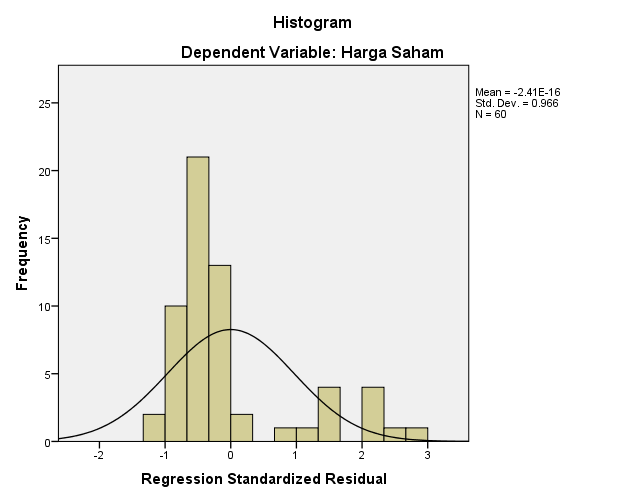 Histogram
Dependent Variable: Harga Saham
Mean = -2.41E-16
Std. Dev. = 0.966
N = 60
Frequency
25
20
15
10
5
0
-2 -1 0 1 2 3
Regression Standardized Residual